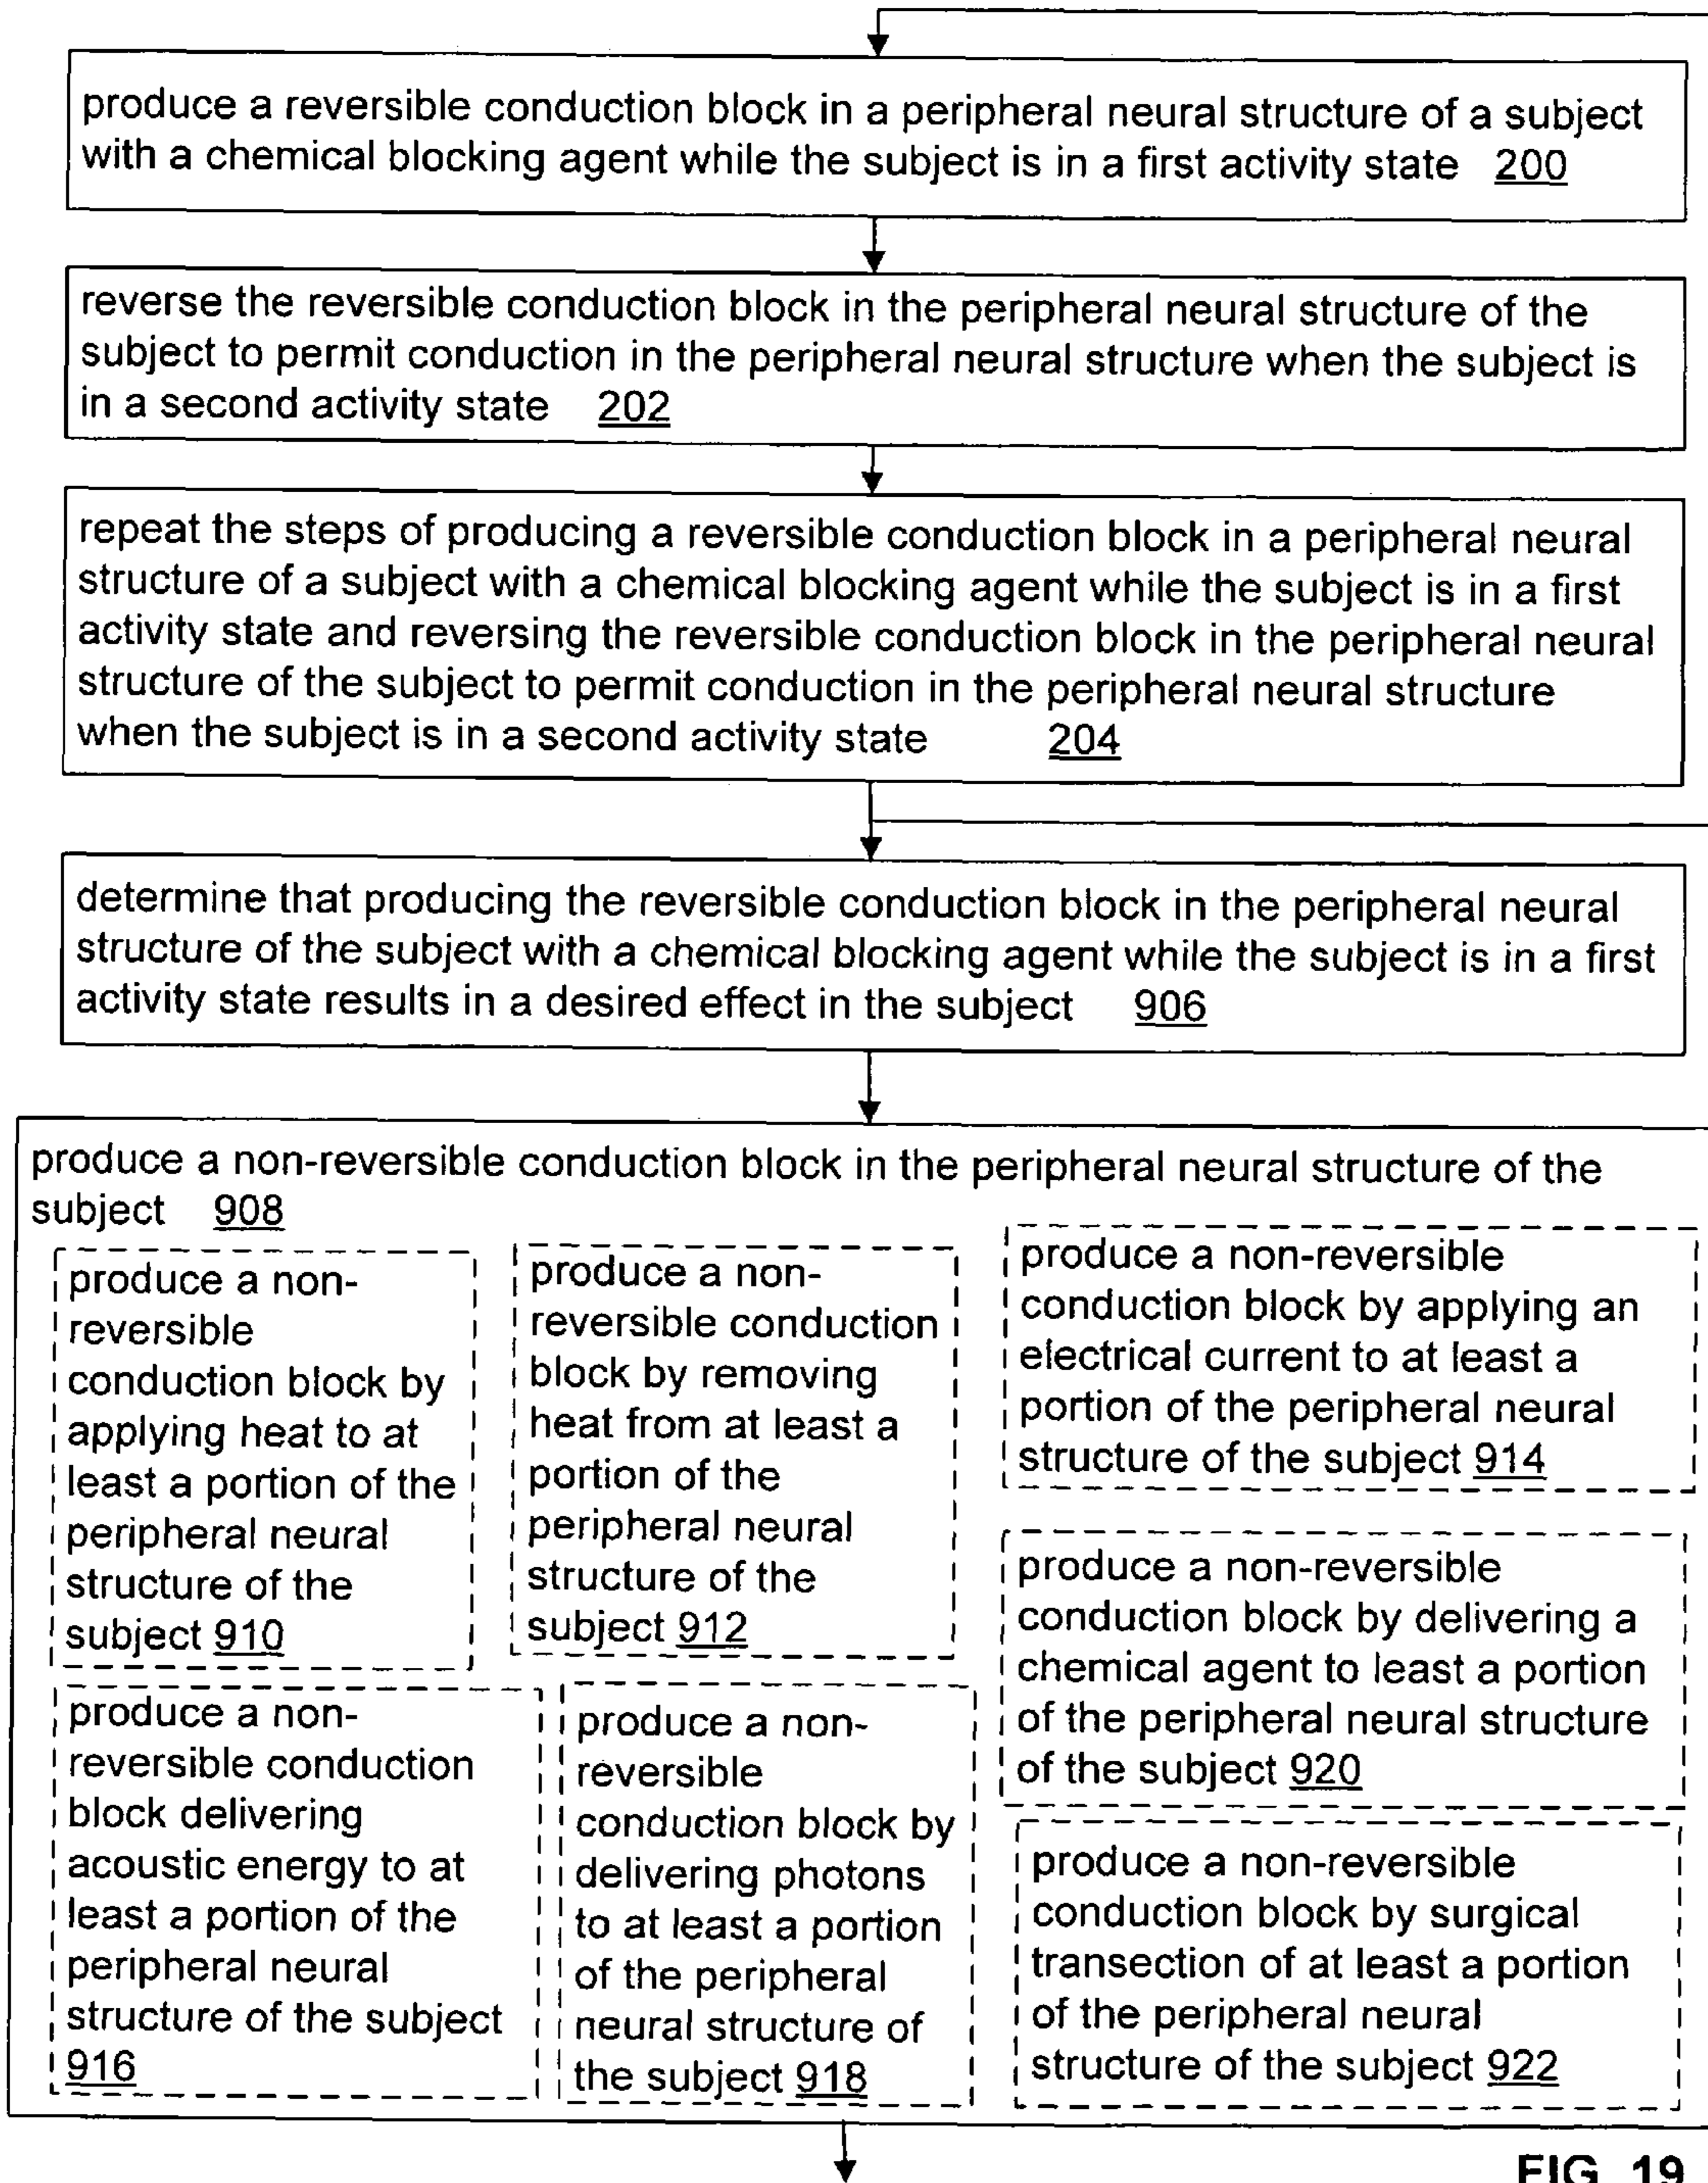 produce a reversible conduction block in a peripheral neural structure of a subject
with a chemical blocking agent while the subject is in a first activity state 200
reverse the reversible conduction block in the peripheral neural structure of the
subject to permit conduction in the peripheral neural structure when the subject is
in a second activity state 202
repeat the steps of producing a reversible conduction block in a peripheral neural
structure of a subject with a chemical blocking agent while the subject is in a first
activity state and reversing the reversible conduction block in the peripheral neural
structure of the subject to permit conduction in the peripheral neural structure
when the subject is in a second activity state 204
determine that producing the reversible conduction block in the peripheral neural
structure of the subject with a chemical blocking agent while the subject is in a first
activity state results in a desired effect in the subject 906
produce a non-reversible conduction block in the peripheral neural structure of the
subject 908
produce a non-
reversible
conduction block by
applying heat to at
least a portion of the
peripheral neural
structure of the
subject 910
produce a non-
reversible conduction
block by removing
heat from at least a
portion of the
peripheral neural
structure of the
subject 912
produce a non-reversible
conduction block by applying an
electrical current to at least a
portion of the peripheral neural
structure of the subject 914
produce a non-
reversible conduction
block delivering
acoustic energy to at
least a portion of the
peripheral neural
structure of the subject
916
produce a non-
reversible
conduction block by
delivering photons
to at least a portion
of the peripheral
neural structure of
the subject 918
produce a non-reversible
conduction block by delivering a
chemical agent to least a portion
of the peripheral neural structure
of the subject 920
produce a non-reversible
conduction block by surgical
transection of at least a portion
of the peripheral neural
structure of the subject 922
FIG. 19